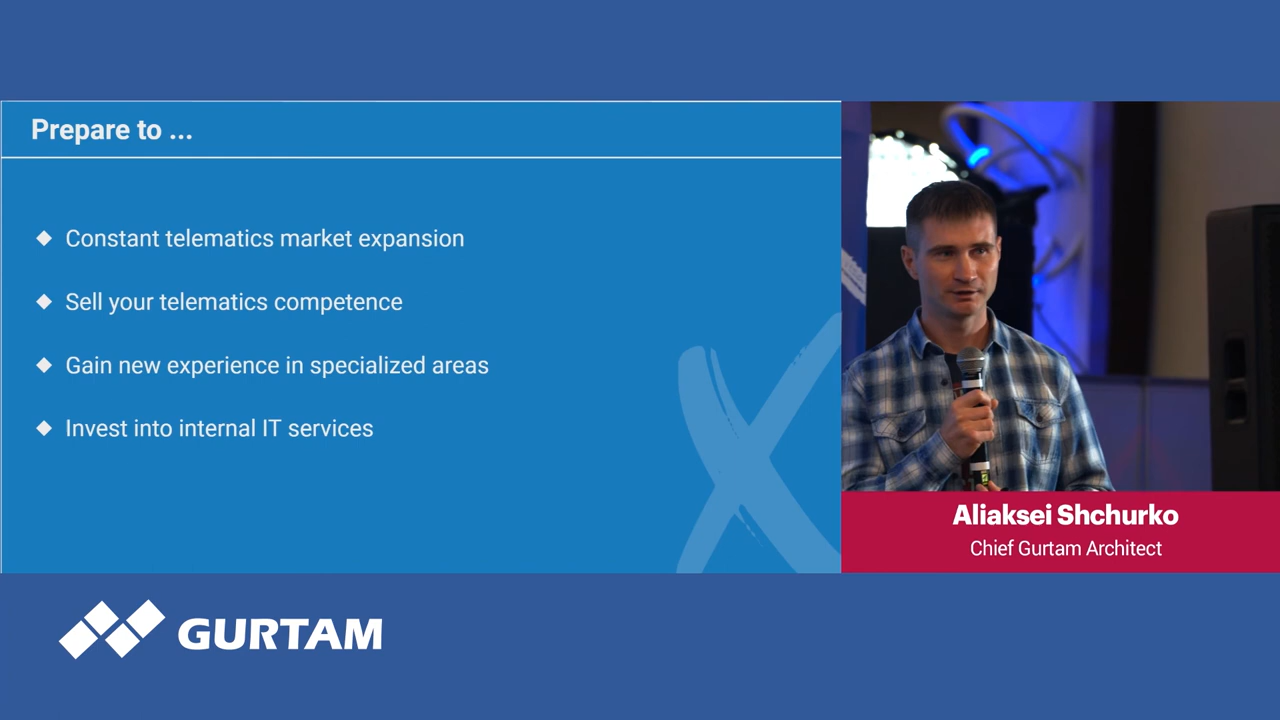 Prepare to ...
Constant telematics market expansion
Sell your telematics competence
Gain new experience in specialized areas
Invest into internal IT services
Aliaksei Shchurko
Chief Gurtam Architect
GURTAM